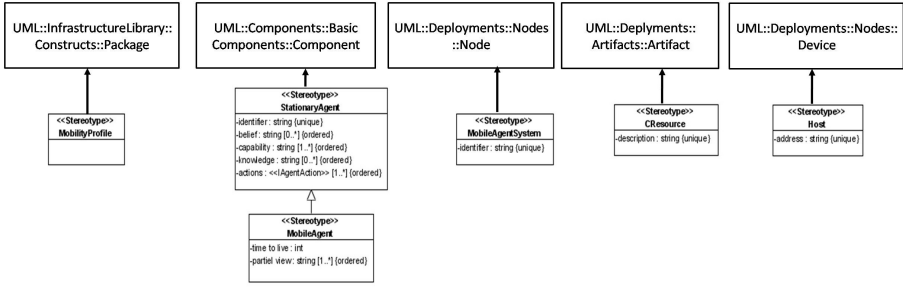 UML::InfrastructureLibrary::
Constructs::Package
UML::Components::Basic
Components::Component
UML::Deployments::Nodes
::Node
UML::Deplyments::
Artifacts::Artifact
UML::Deployments::Nodes::
Device
<<Stereotype>>
MobilityProfile
<<Stereotype>>
StationaryAgent
-identifier : string {unique}
-belief : string [0..*] {ordered}
-capability : string [1..*] {ordered}
-knowledge : string [0..*] {ordered}
-actions : <<IAgentAction>> [1..*] {ordered}
<<Stereotype>>
MobileAgentSystem
-identifier : string {unique}
<<Stereotype>>
CResource
-description : string {unique}
<<Stereotype>>
Host
-address : string {unique}
<<Stereotype>>
MobileAgent
-time to live : int
-partiel view : string [1..*] {ordered}